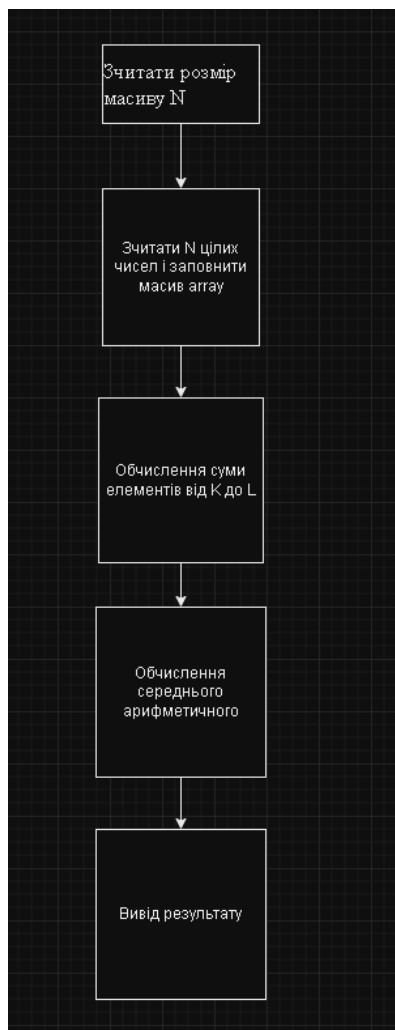 Зчитати розмір
масиву N
Зчитати N цілих
чисел і заповнити
масив array
Обчислення суми
елементів від K до L
Обчислення
середнього
арифметичного
Вивід результату